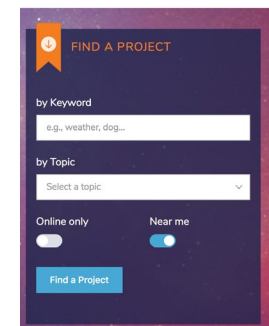 FIND A PROJECT
by Keyword
e.g., weather, dog...
by Topic
Select a topic
Online only Near me
Find a Project